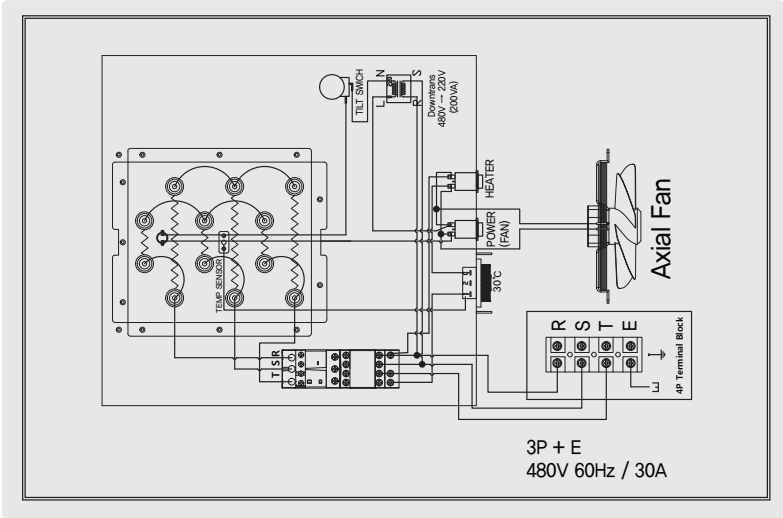 TILT SWICH
N
S
L
R
Downtrans
480V → 220V
(200VA)
HEATER
POWER
(FAN)
Axial Fan
TEMP SENSOR
30℃
T S R
R
S
T
E
E
4P Terminal Block
3P + E
480V 60Hz / 30A